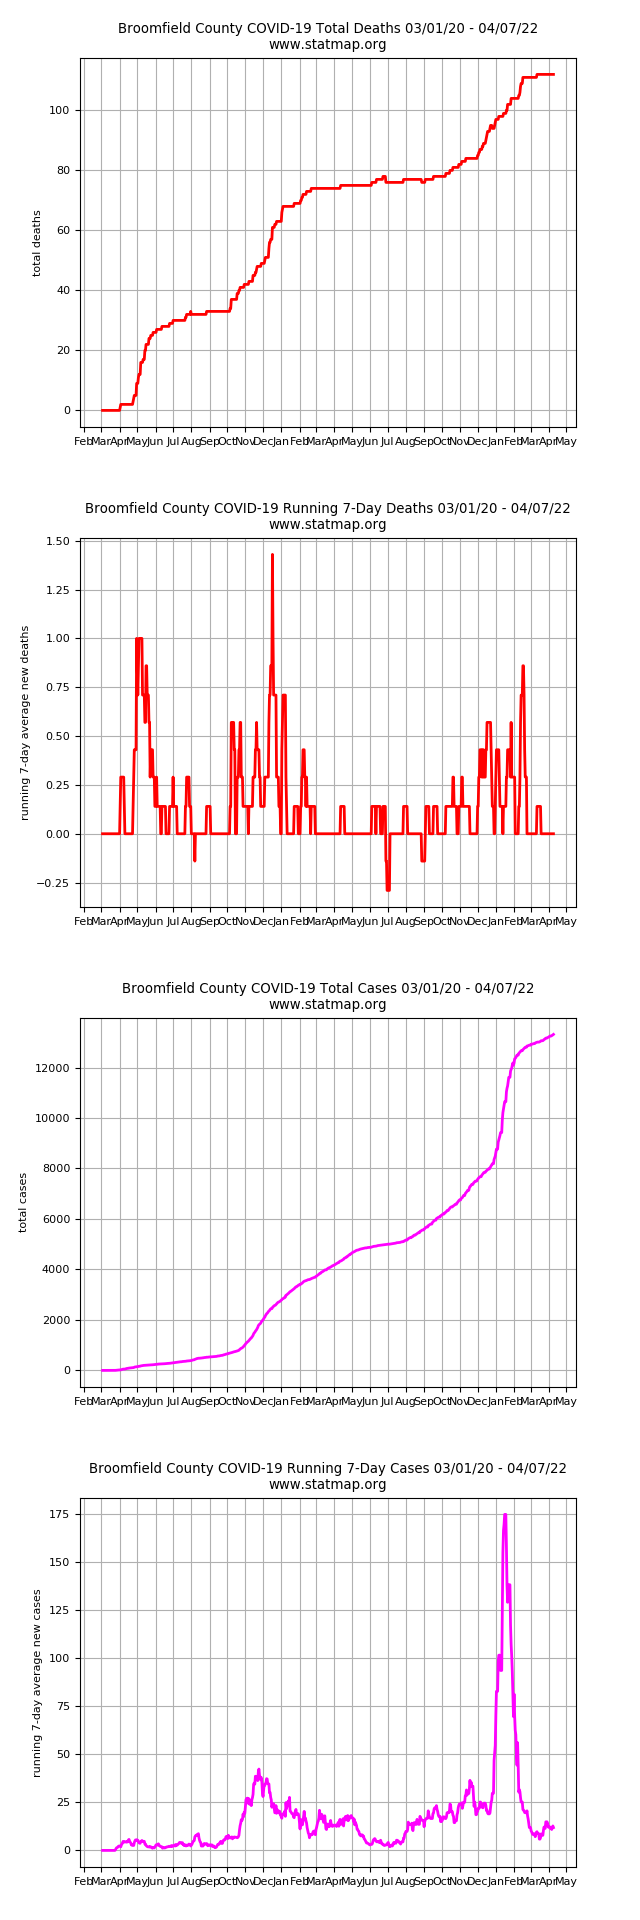 Broomfield County COVID-19 Total Deaths 03/01/20 - 04/07/22
www.statmap.org
total deaths
100
80
60
40
20
0
Feb Mar Apr May Jun Jul Aug Sep Oct Nov Dec Jan Feb Mar Apr May Jun Jul Aug Sep Oct Nov Dec Jan Feb Mar Apr May
Broomfield County COVID-19 Running 7-Day Deaths 03/01/20 - 04/07/22
www.statmap.org
running 7-day average new deaths
1.50
1.25
1.00
0.75
0.50
0.25
0.00
−0.25
Feb Mar Apr May Jun Jul Aug Sep Oct Nov Dec Jan Feb Mar Apr May Jun Jul Aug Sep Oct Nov Dec Jan Feb Mar Apr May
Broomfield County COVID-19 Total Cases 03/01/20 - 04/07/22
www.statmap.org
total cases
12000
10000
8000
6000
4000
2000
0
Feb Mar Apr May Jun Jul Aug Sep Oct Nov Dec Jan Feb Mar Apr May Jun Jul Aug Sep Oct Nov Dec Jan Feb Mar Apr May
Broomfield County COVID-19 Running 7-Day Cases 03/01/20 - 04/07/22
www.statmap.org
running 7-day average new cases
175
150
125
100
75
50
25
0
Feb Mar Apr May Jun Jul Aug Sep Oct Nov Dec Jan Feb Mar Apr May Jun Jul Aug Sep Oct Nov Dec Jan Feb Mar Apr May